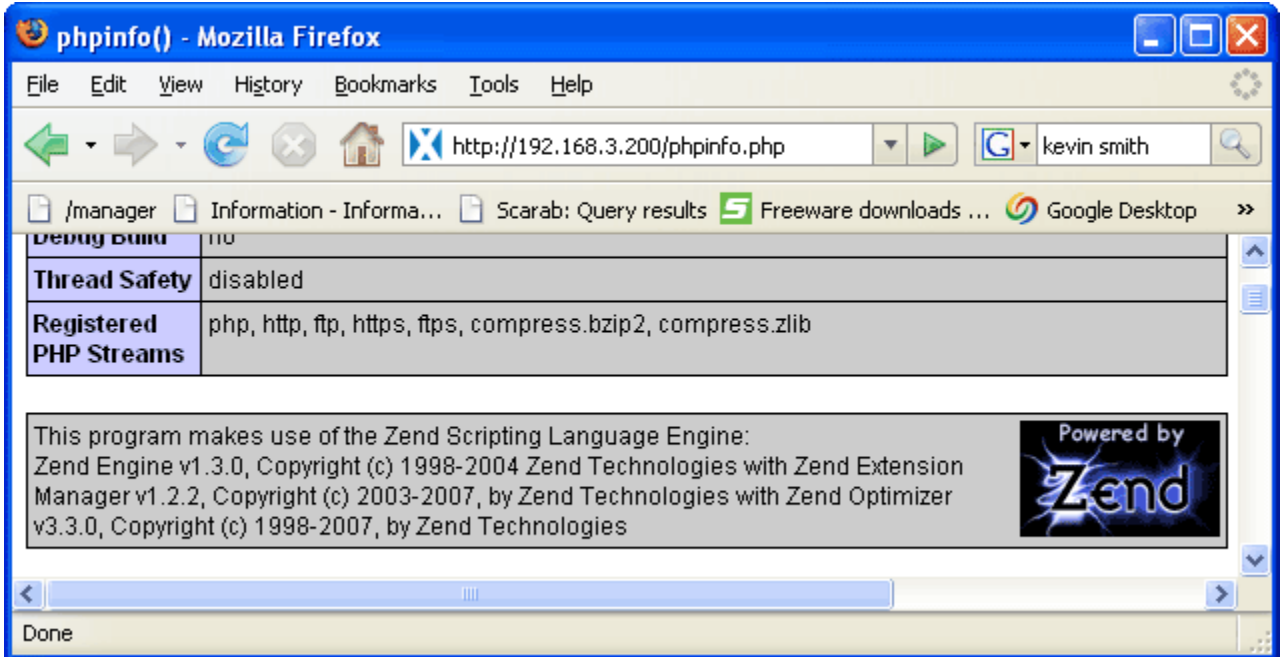 phpinfo() - Mozilla Firefox
File Edit View History Bookmarks Tools Help
http://192.168.3.200/phpinfo.php
G kevin smith
/manager Information - Informa... Scarab: Query results Freeware downloads ... Google Desktop »
Debug Build no
Thread Safety disabled
Registered php, http, ftp, https, ftps, compress.bzip2, compress.zlib
PHP Streams
This program makes use of the Zend Scripting Language Engine:
Zend Engine v1.3.0, Copyright (c) 1998-2004 Zend Technologies with Zend Extension
Manager v1.2.2, Copyright (c) 2003-2007, by Zend Technologies with Zend Optimizer
v3.3.0, Copyright (c) 1998-2007, by Zend Technologies
Powered by
Zend
Done